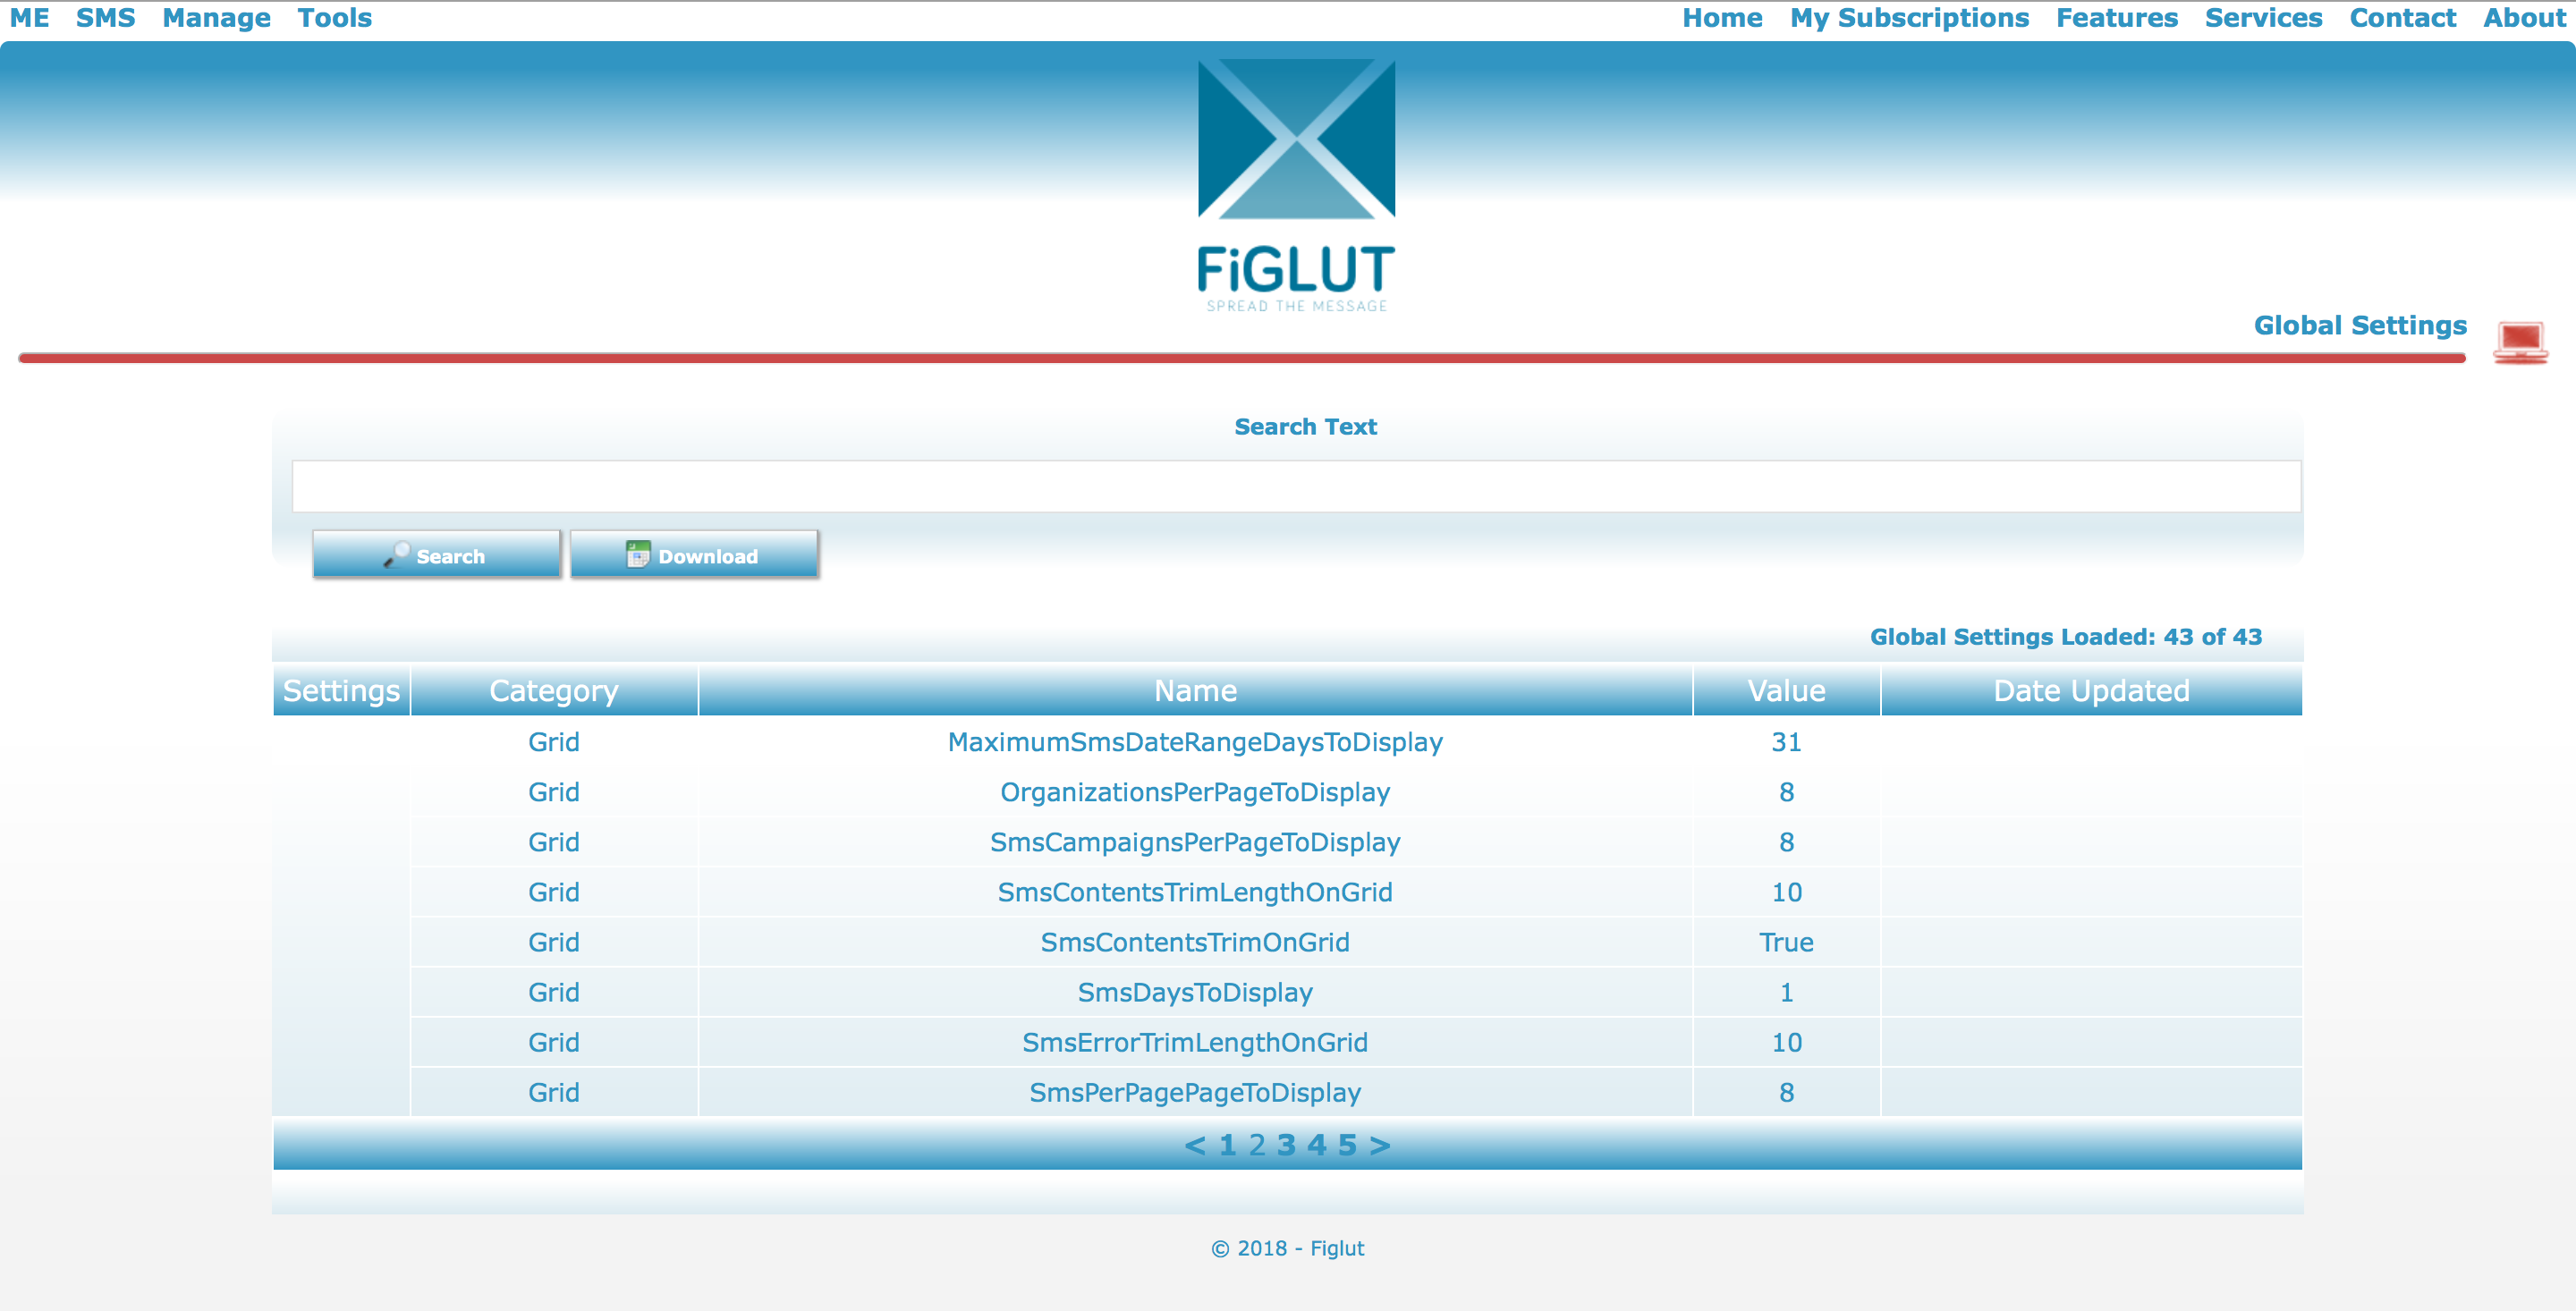 ME SMS Manage Tools Home My Subscriptions Features Services Contact About
FiGLUT
SPREAD THE MESSAGE
Global Settings
Search Text
Search Download
Global Settings Loaded: 43 of 43
Settings Category Name Value Date Updated
Grid MaximumSmsDateRangeDaysToDisplay 31
Grid OrganizationsPerPageToDisplay 8
Grid SmsCampaignsPerPageToDisplay 8
Grid SmsContentsTrimLengthOnGrid 10
Grid SmsContentsTrimOnGrid True
Grid SmsDaysToDisplay 1
Grid SmsErrorTrimLengthOnGrid 10
Grid SmsPerPagePageToDisplay 8
< 1 2 3 4 5 >
© 2018 - Figlut